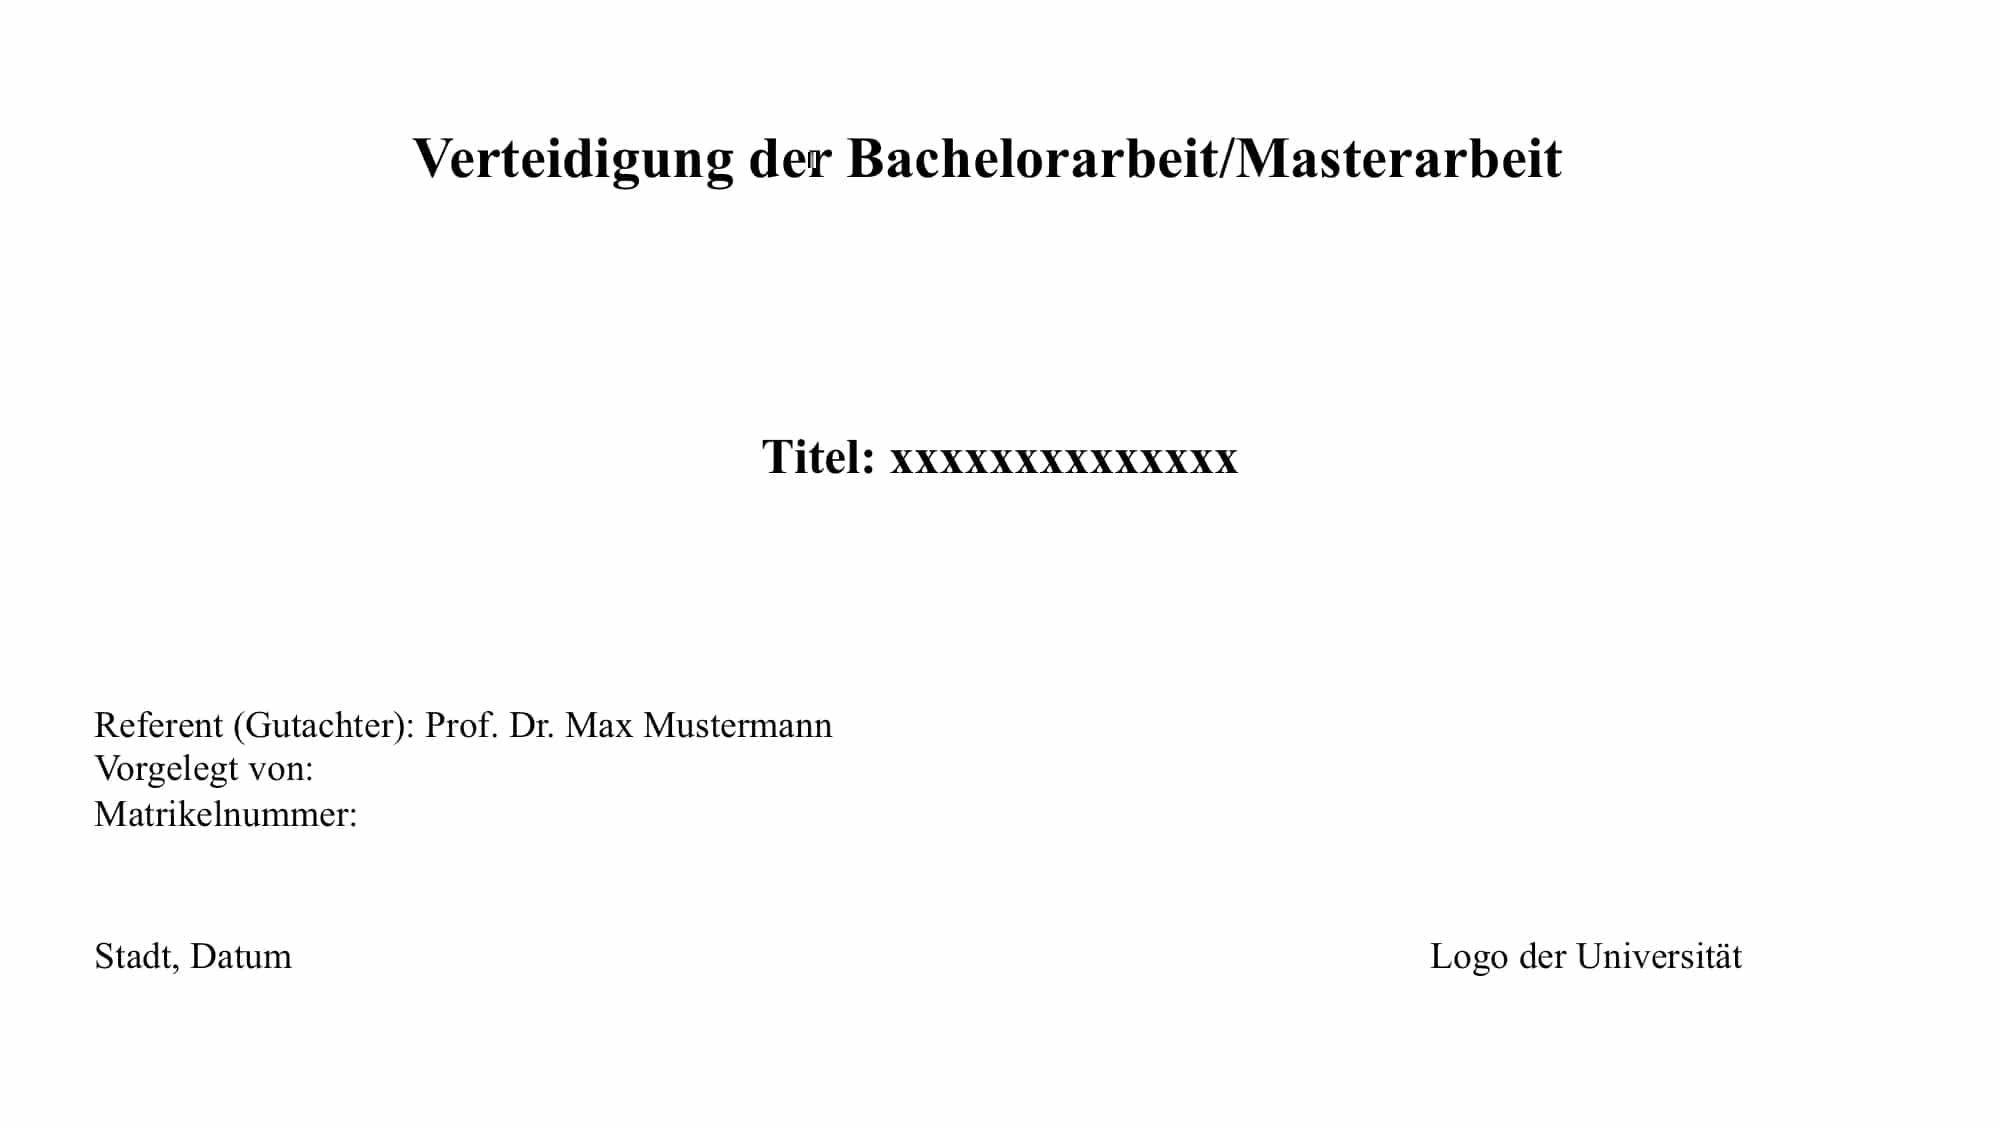 Verteidigung der Bachelorarbeit/Masterarbeit
Titel: xxxxxxxxxxxxxx
Referent (Gutachter): Prof. Dr. Max Mustermann
Vorgelegt von:
Matrikelnummer:
Stadt, Datum
Logo der Universität